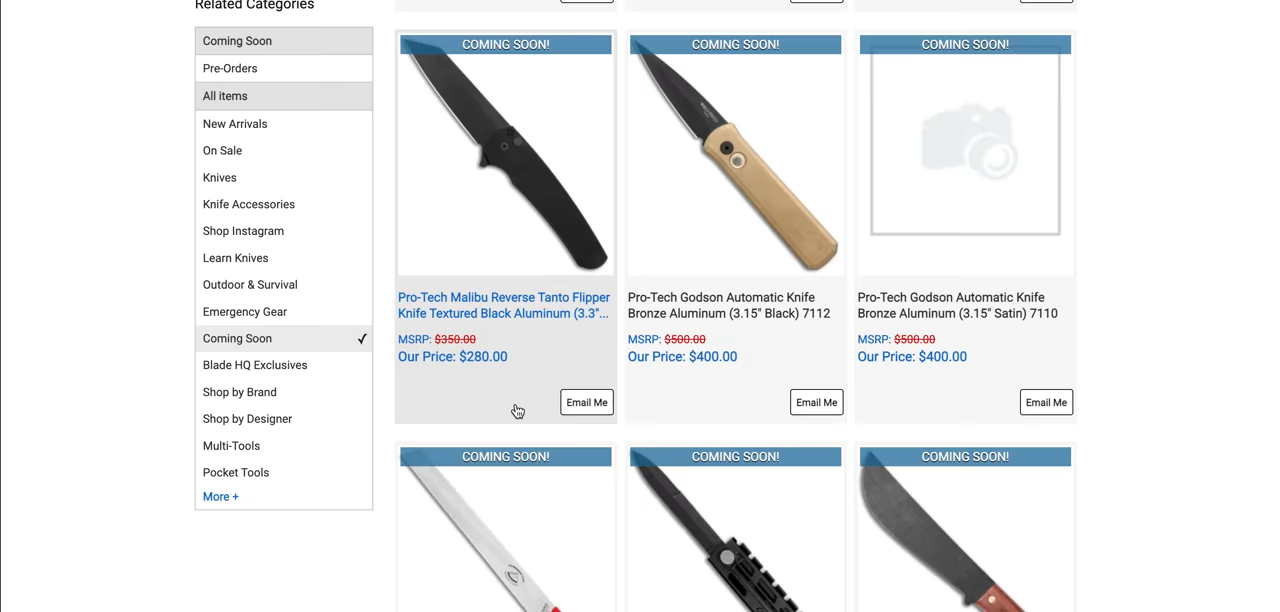 Related Categories
Coming Soon
Pre-Orders
All items
New Arrivals
On Sale
Knives
Knife Accessories
Shop Instagram
Learn Knives
Outdoor & Survival
Emergency Gear
Coming Soon
Blade HQ Exclusives
Shop by Brand
Shop by Designer
Multi-Tools
Pocket Tools
More +
COMING SOON!
Pro-Tech Malibu Reverse Tanto Flipper
Knife Textured Black Aluminum (3.3"...
MSRP: $350.00
Our Price: $280.00
Email Me
COMING SOON!
Pro-Tech Godson Automatic Knife
Bronze Aluminum (3.15" Black) 7112
MSRP: $500.00
Our Price: $400.00
Email Me
COMING SOON!
Pro-Tech Godson Automatic Knife
Bronze Aluminum (3.15" Satin) 7110
MSRP: $500.00
Our Price: $400.00
Email Me
COMING SOON!
COMING SOON!
COMING SOON!